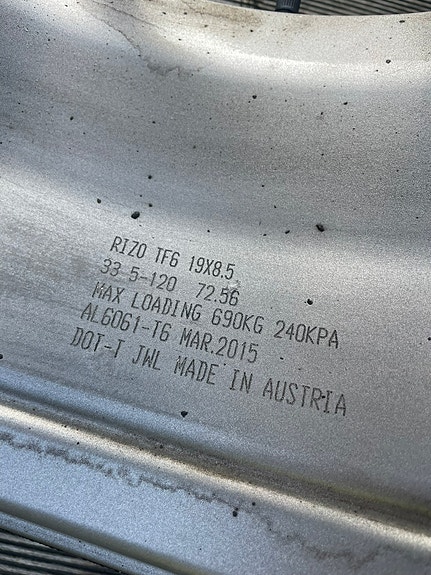 RIZO TF6 19X8.5
33 5-120 72.56
MAX LOADING 690KG 240KPA
AL6061-T6 MAR.2015
DOT-T JWL MADE IN AUSTRIA